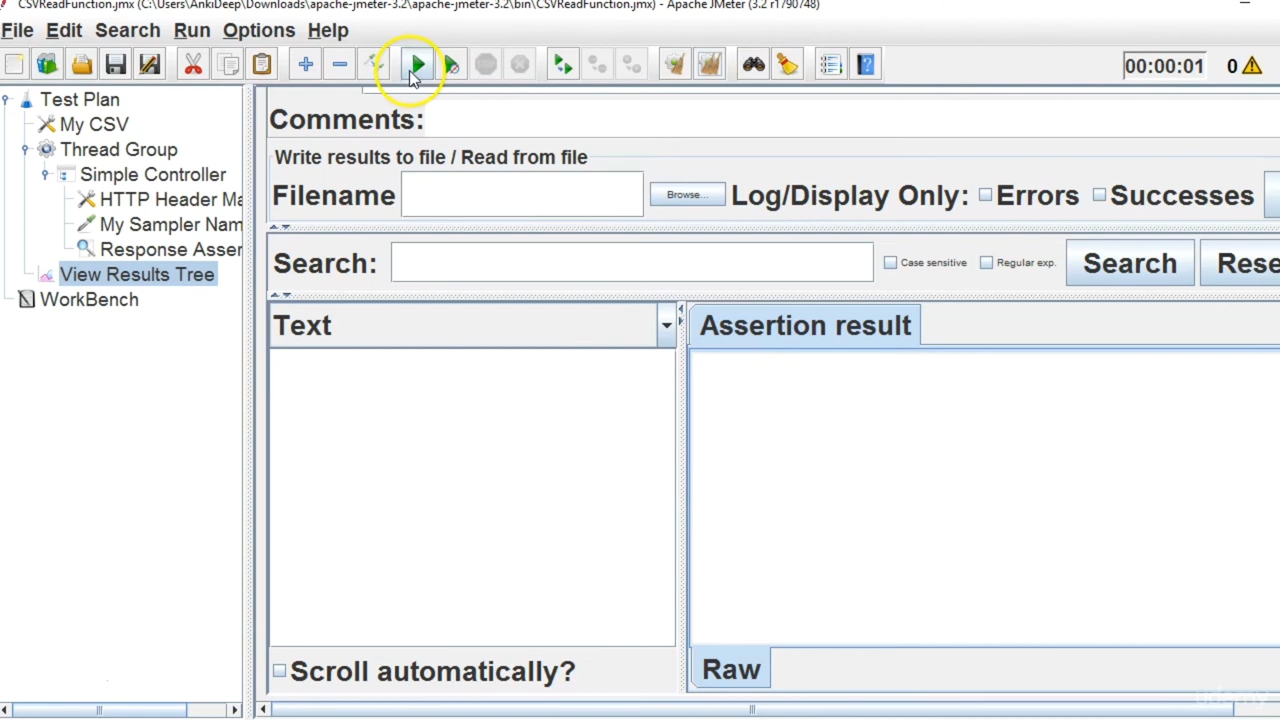 CSVReadFunction.jmx (C:\Users\AnkiDeep\Downloads\apache-jmeter-3.2\apache-jmeter-3.2\bin\CSVReadFunction.jmx) - Apache JMeter (3.2 r1790748)
File Edit Search Run Options Help
00:00:01 0
Test Plan
My CSV
Thread Group
Simple Controller
HTTP Header Ma
My Sampler Nam
Response Asser
View Results Tree
WorkBench
Comments:
Write results to file / Read from file
Filename Browse... Log/Display Only: Errors Successes
Search: Case sensitive Regular exp. Search Rese
Text
Assertion result
Scroll automatically?
Raw
udemy